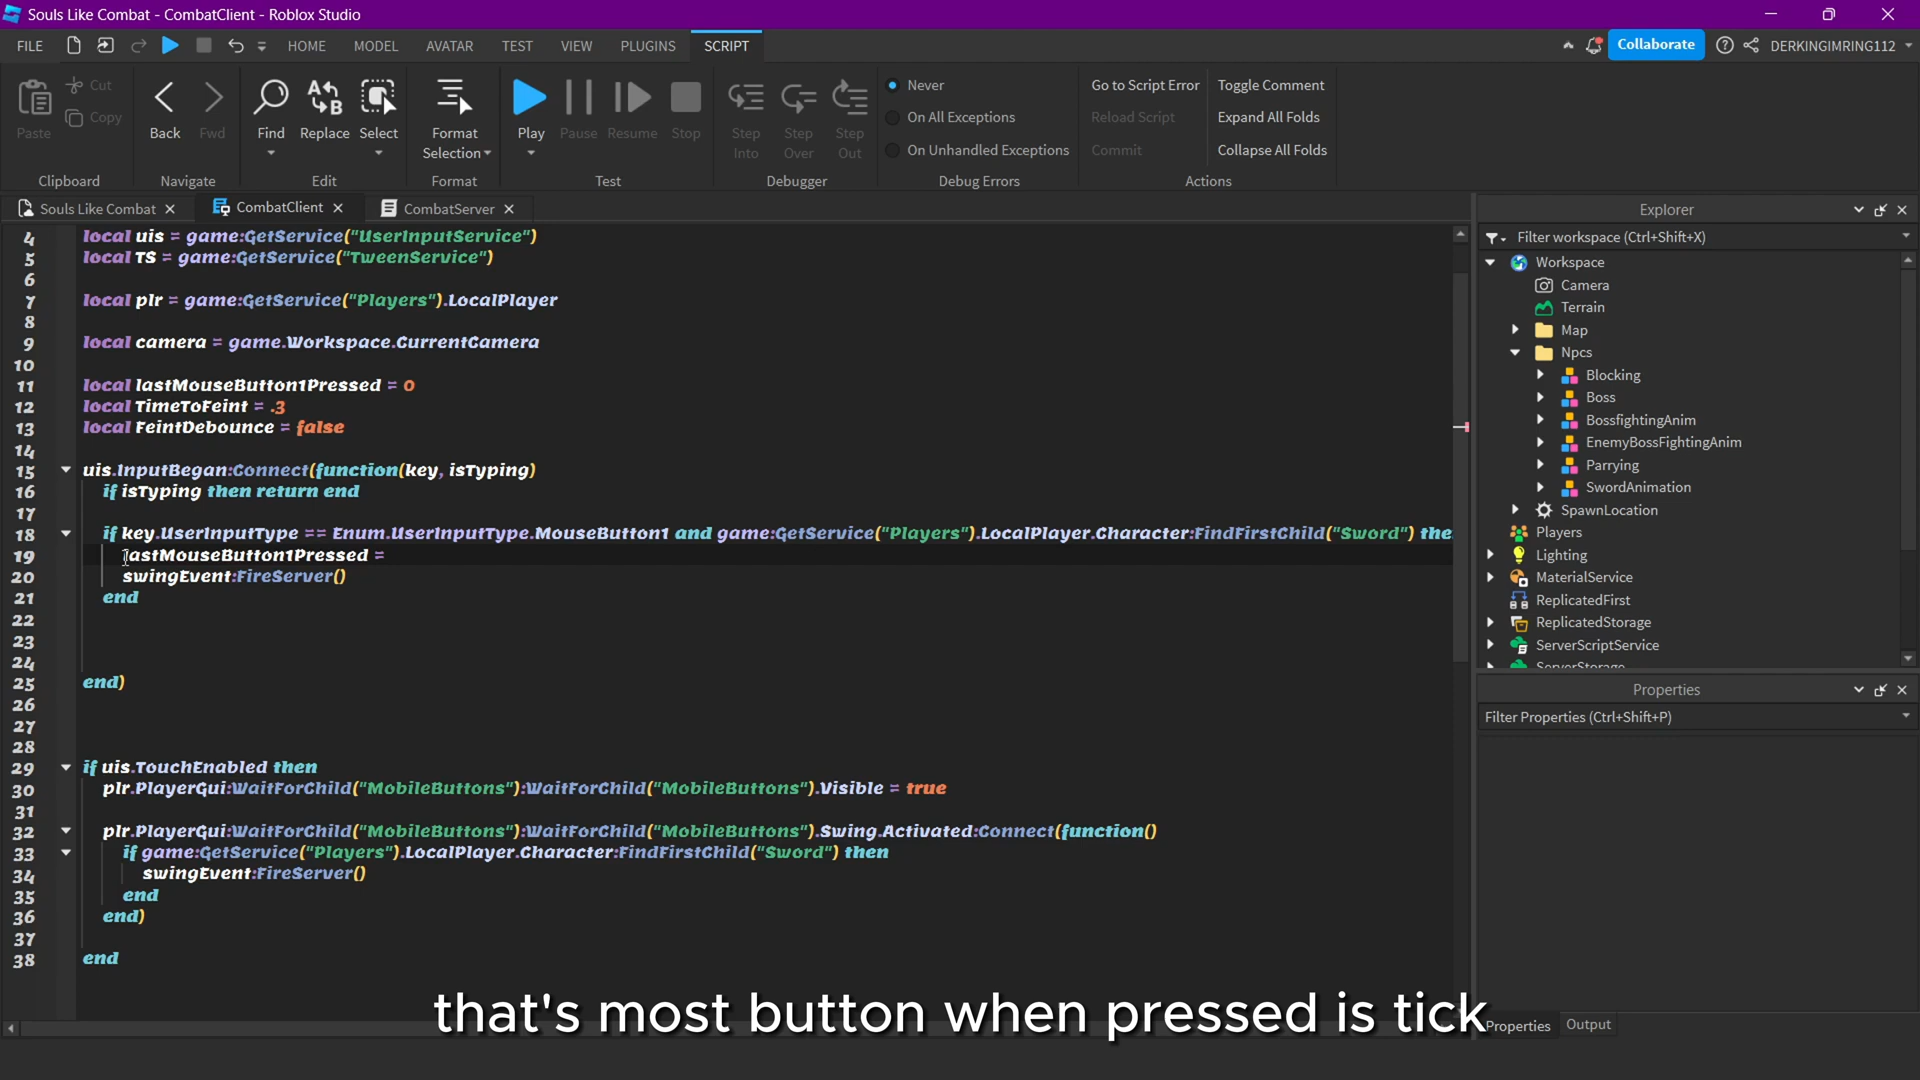 Souls Like Combat - CombatClient - Roblox Studio
FILE HOME MODEL AVATAR TEST VIEW PLUGINS SCRIPT Collaborate DERKINGIMRING112
Paste Cut Copy
Back Fwd
Find Replace Select
Format Selection
Play Pause Resume Stop
Step Into Step Over Step Out
Never
On All Exceptions
On Unhandled Exceptions
Go to Script Error
Reload Script
Commit
Toggle Comment
Expand All Folds
Collapse All Folds
Clipboard Navigate Edit Format Test Debugger Debug Errors Actions
Souls Like Combat CombatClient CombatServer
4 local uis = game:GetService("UserInputService")
5 local TS = game:GetService("TweenService")
6
7 local plr = game:GetService("Players").LocalPlayer
8
9 local camera = game.Workspace.CurrentCamera
10
11 local lastMouseButton1Pressed = 0
12 local TimeToFeint = .3
13 local FeintDebounce = false
14
15 uis.InputBegan:Connect(function(key, isTyping)
16 if isTyping then return end
17
18 if key.UserInputType == Enum.UserInputType.MouseButton1 and game:GetService("Players").LocalPlayer.Character:FindFirstChild("Sword") the
19 lastMouseButton1Pressed =
20 swingEvent:FireServer()
21 end
22
23
24
25 end)
26
27
28
29 if uis.TouchEnabled then
30 plr.PlayerGui:WaitForChild("MobileButtons"):WaitForChild("MobileButtons").Visible = true
31
32 plr.PlayerGui:WaitForChild("MobileButtons"):WaitForChild("MobileButtons").Swing.Activated:Connect(function()
33 if game:GetService("Players").LocalPlayer.Character:FindFirstChild("Sword") then
34 swingEvent:FireServer()
35 end
36 end)
37
38 end
Explorer
Filter workspace (Ctrl+Shift+X)
Workspace
Camera
Terrain
Map
Npcs
Blocking
Boss
BossfightingAnim
EnemyBossFightingAnim
Parrying
SwordAnimation
SpawnLocation
Players
Lighting
MaterialService
ReplicatedFirst
ReplicatedStorage
ServerScriptService
ServerStorage
Properties
Filter Properties (Ctrl+Shift+P)
Properties Output
that's most button when pressed is tick